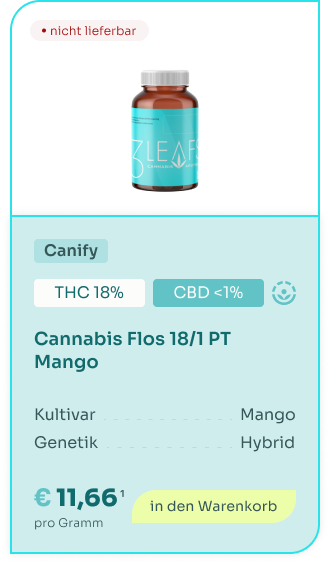 • nicht lieferbar
3LEAFS
Canify
THC 18%
CBD <1%
Cannabis Flos 18/1 PT
Mango
Kultivar Mango
Genetik Hybrid
€ 11,66¹
pro Gramm
in den Warenkorb